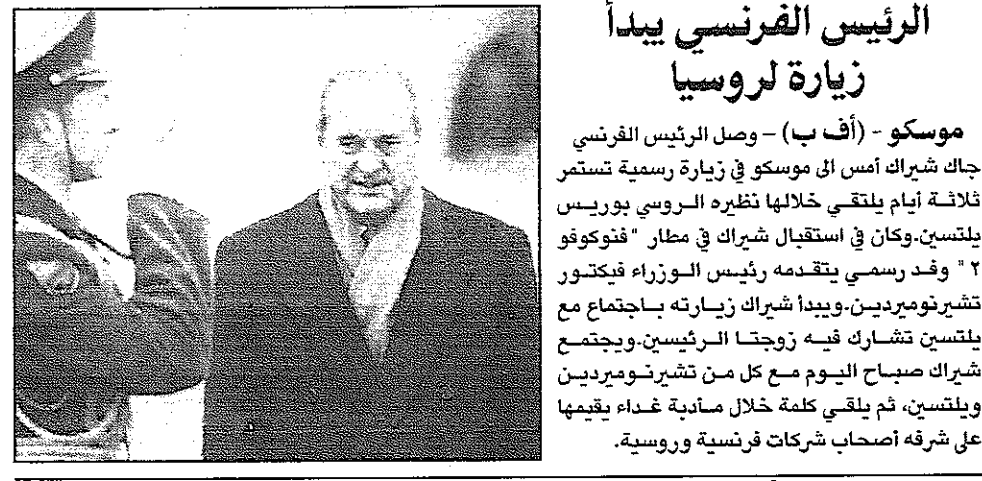 الرئيس الفرنسي يبدأ
زيارة لروسيا
موسكو - (أف ب) - وصل الرئيس الفرنسي
جاك شيراك أمس الى موسكو في زيارة رسمية تستمر
ثلاثة أيام يلتقي خلالها نظيره الروسي بوريس
يلتسين.وكان في استقبال شيراك في مطار "فنوكوفو
٢" وفد رسمي يتقدمه رئيس الوزراء فيكتور
تشيرنوميردين.ويبدأ شيراك زيارته باجتماع مع
يلتسين تشارك فيه زوجتا الرئيسين.ويجتمع
شيراك صباح اليوم مع كل من تشيرنوميردين
ويلتسين، ثم يلقي كلمة خلال مأدبة غداء يقيمها
على شرفه أصحاب شركات فرنسية وروسية.